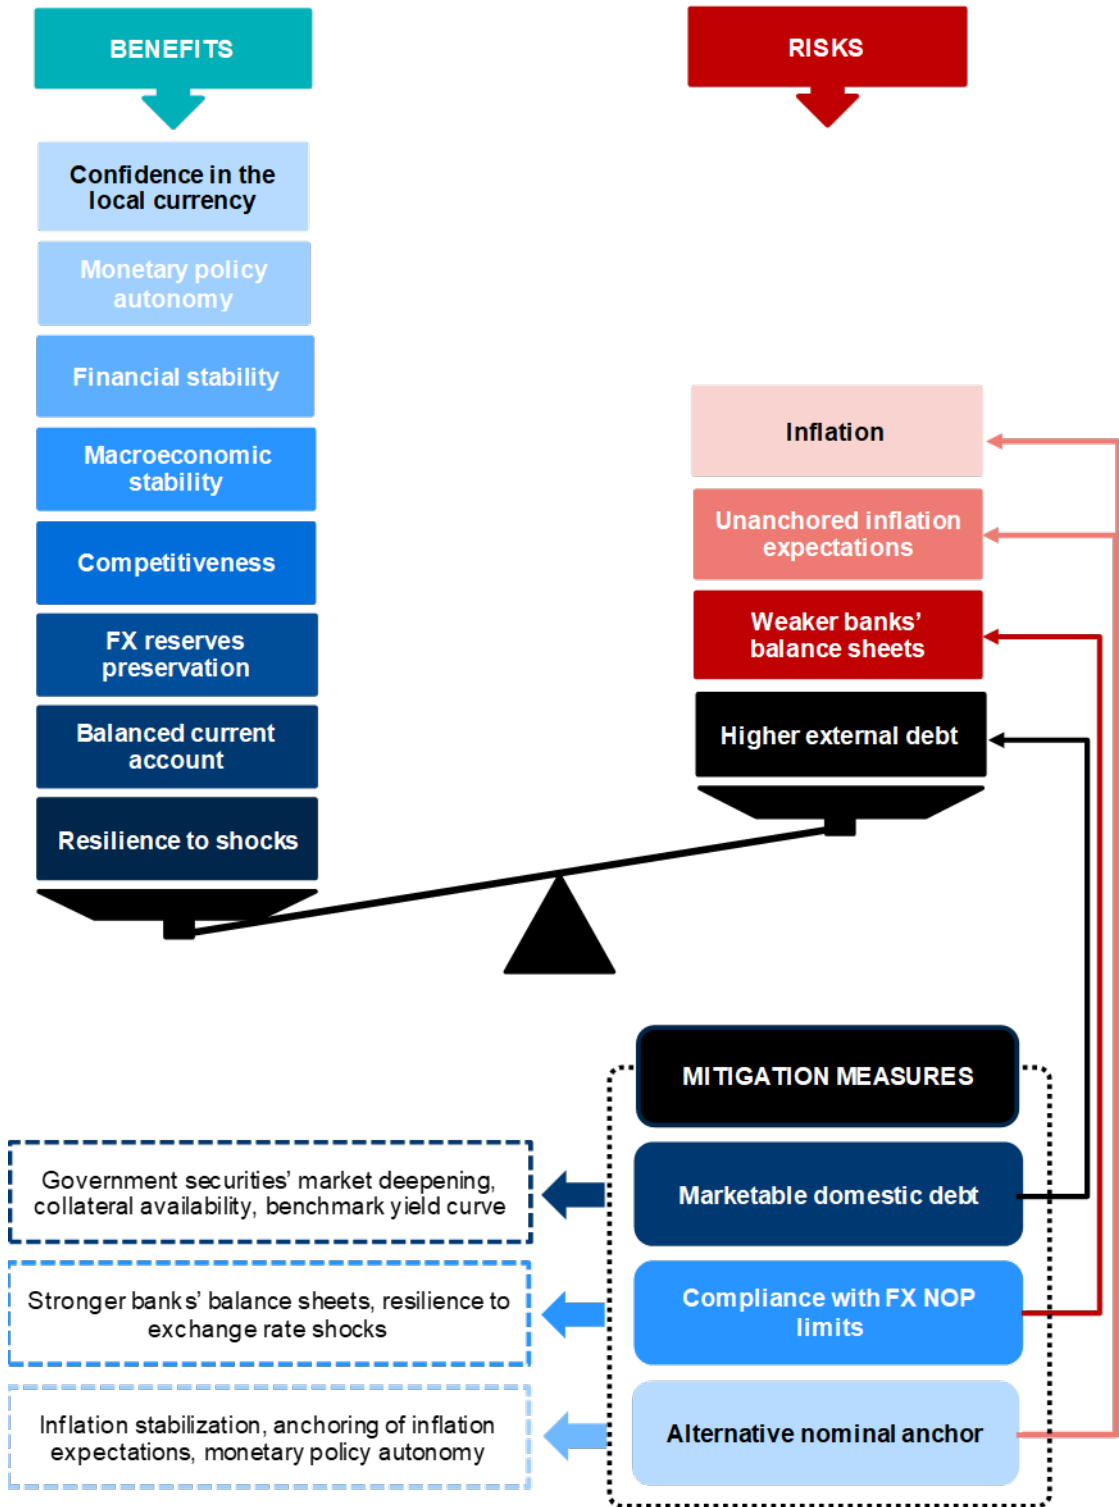 BENEFITS
RISKS
Confidence in the
local currency
Monetary policy
autonomy
Financial stability
Macroeconomic
stability
Competitiveness
FX reserves
preservation
Balanced current
account
Resilience to shocks
Inflation
Unanchored inflation
expectations
Weaker banks’
balance sheets
Higher external debt
MITIGATION MEASURES
Government securities’ market deepening,
collateral availability, benchmark yield curve
Marketable domestic debt
Stronger banks’ balance sheets, resilience to
exchange rate shocks
Compliance with FX NOP
limits
Inflation stabilization, anchoring of inflation
expectations, monetary policy autonomy
Alternative nominal anchor